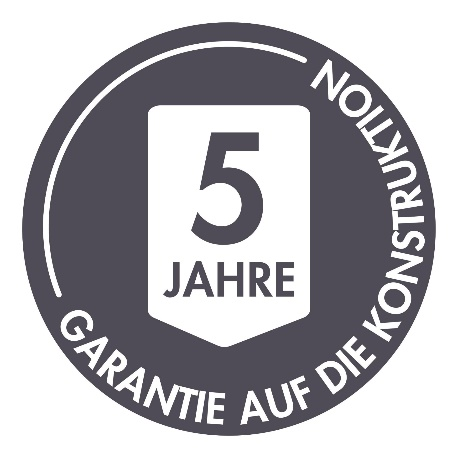 5
JAHRE
GARANTIE AUF DIE KONSTRUKTION